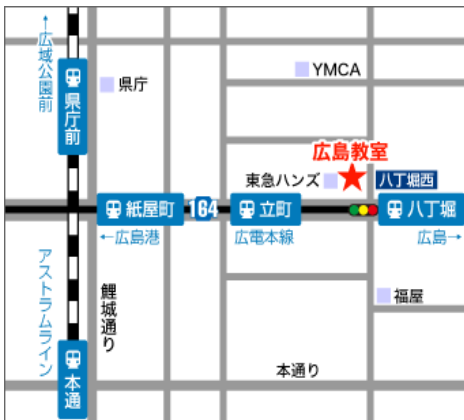 ←広域公園前
県庁前
県庁
YMCA
広島教室
東急ハンズ
八丁堀西
紙屋町
164
立町
八丁堀
←広島港
広電本線
広島→
アストラムライン
鯉城通り
福屋
本通り
本通